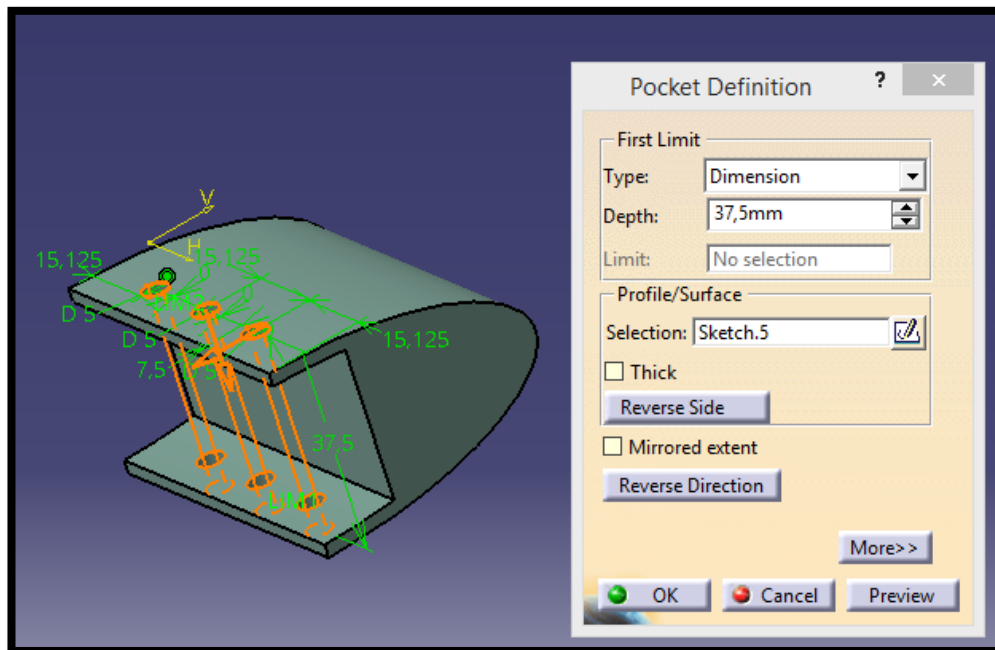 Pocket Definition ? ×
First Limit
Type: Dimension
Depth: 37,5mm
Limit: No selection
Profile/Surface
Selection: Sketch.5
Thick
Reverse Side
Mirrored extent
Reverse Direction
More>>
OK Cancel Preview
V
H
15,125
15,125
D 5
D 5
7,5
15,125
37,5